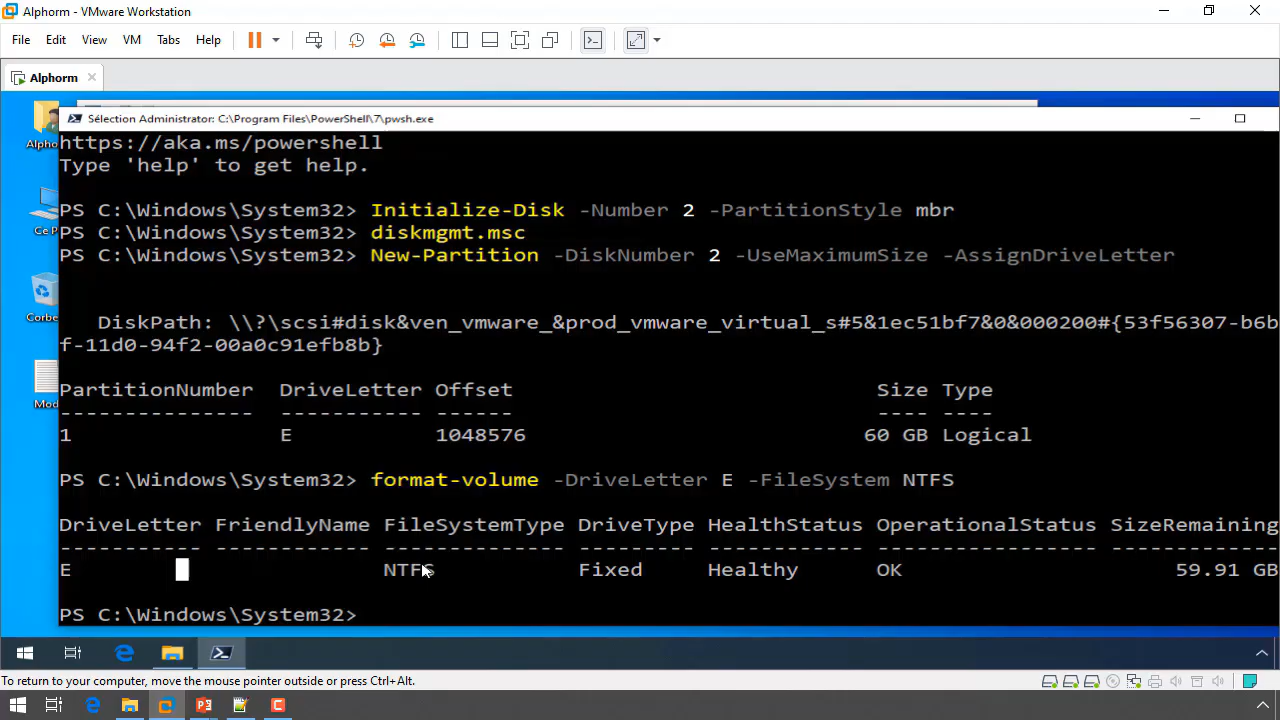 Alphorm - VMware Workstation
File Edit View VM Tabs Help
Alphorm
Sélection Administrator: C:\Program Files\PowerShell\7\pwsh.exe
Alpho
Ce P
Corbe
Mod
https://aka.ms/powershell
Type 'help' to get help.
PS C:\Windows\System32> Initialize-Disk -Number 2 -PartitionStyle mbr
PS C:\Windows\System32> diskmgmt.msc
PS C:\Windows\System32> New-Partition -DiskNumber 2 -UseMaximumSize -AssignDriveLetter
DiskPath: \\?\scsi#disk&ven_vmware_&prod_vmware_virtual_s#5&1ec51bf7&0&000200#{53f56307-b6b
f-11d0-94f2-00a0c91efb8b}
PartitionNumber DriveLetter Offset Size Type
--------------- ----------- ------ ---- ----
1 E 1048576 60 GB Logical
PS C:\Windows\System32> format-volume -DriveLetter E -FileSystem NTFS
DriveLetter FriendlyName FileSystemType DriveType HealthStatus OperationalStatus SizeRemaining
----------- ------------ -------------- --------- ------------ ----------------- -------------
E NTFS Fixed Healthy OK 59.91 GB
PS C:\Windows\System32>
To return to your computer, move the mouse pointer outside or press Ctrl+Alt.